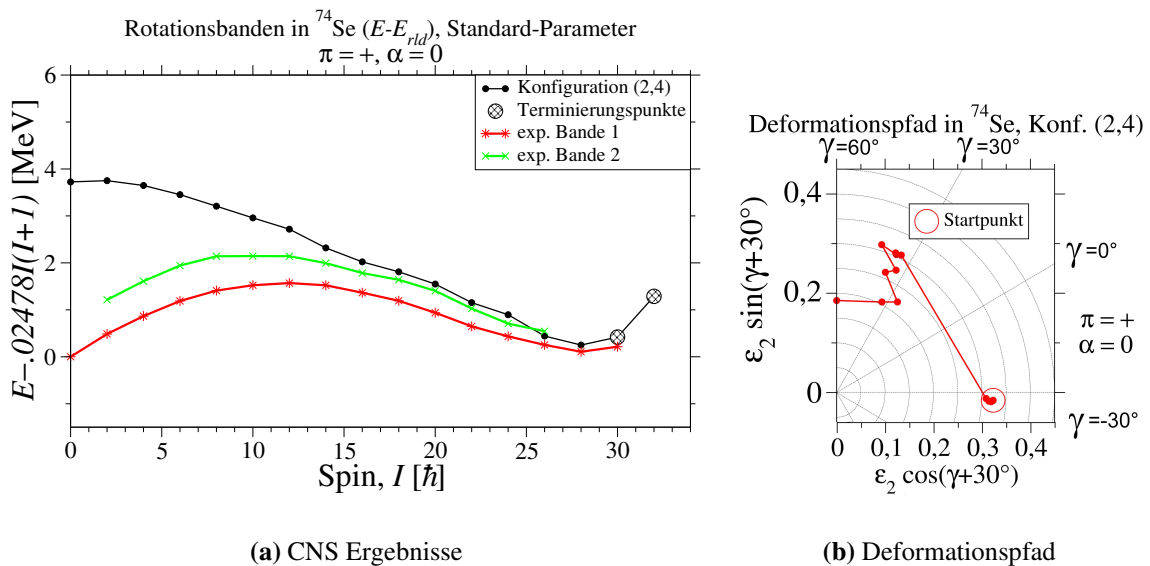 Rotationsbanden in ⁷⁴Se (E-E_rld), Standard-Parameter
π = +, α = 0
E−.02478I(I+1) [MeV]
6
4
2
0
0
5
10
15
20
25
30
Spin, I [ℏ]
Konfiguration (2,4)
Terminierungspunkte
exp. Bande 1
exp. Bande 2
(a) CNS Ergebnisse
Deformationspfad in ⁷⁴Se, Konf. (2,4)
γ=60°
γ=30°
Startpunkt
γ=0°
π = +
α = 0
γ=-30°
ε₂ sin(γ+30°)
0,4
0,2
0
0
0,1
0,2
0,3
0,4
ε₂ cos(γ+30°)
(b) Deformationspfad